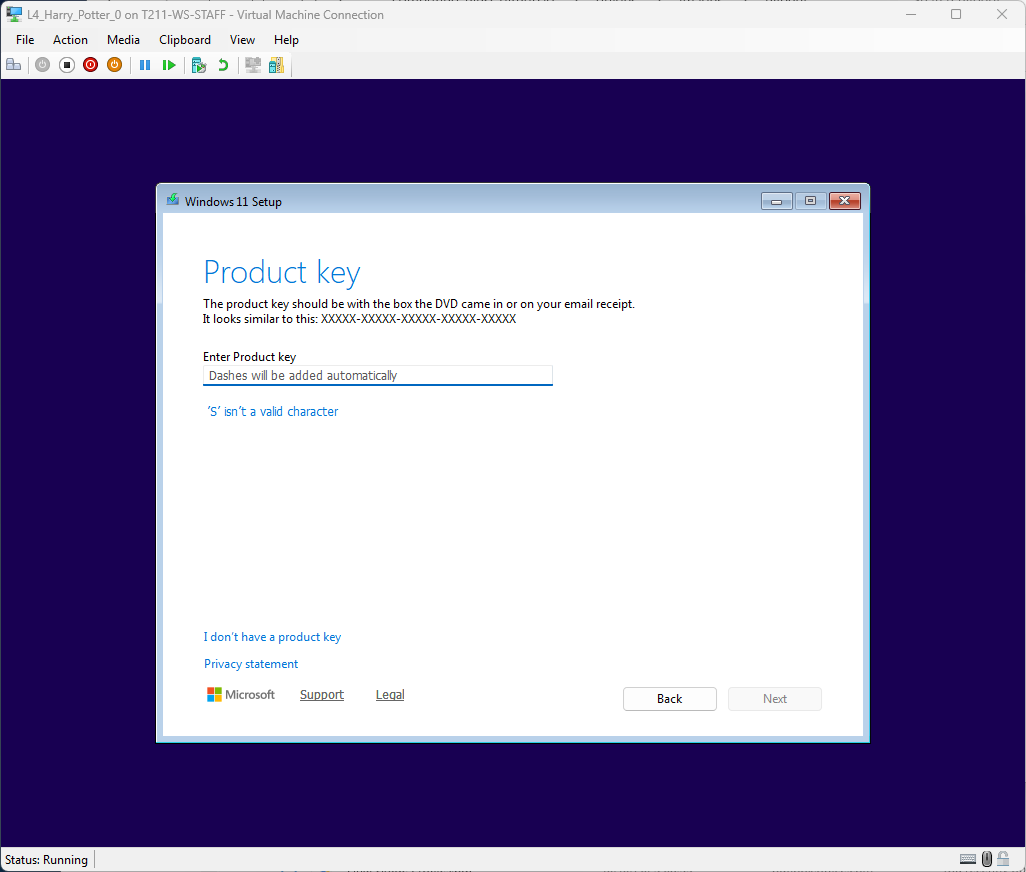 L4_Harry_Potter_0 on T211-WS-STAFF - Virtual Machine Connection
File Action Media Clipboard View Help
Windows 11 Setup
Product key
The product key should be with the box the DVD came in or on your email receipt.
It looks similar to this: XXXXX-XXXXX-XXXXX-XXXXX-XXXXX
Enter Product key
Dashes will be added automatically
'S' isn't a valid character
I don't have a product key
Privacy statement
Microsoft Support Legal
Back Next
Status: Running